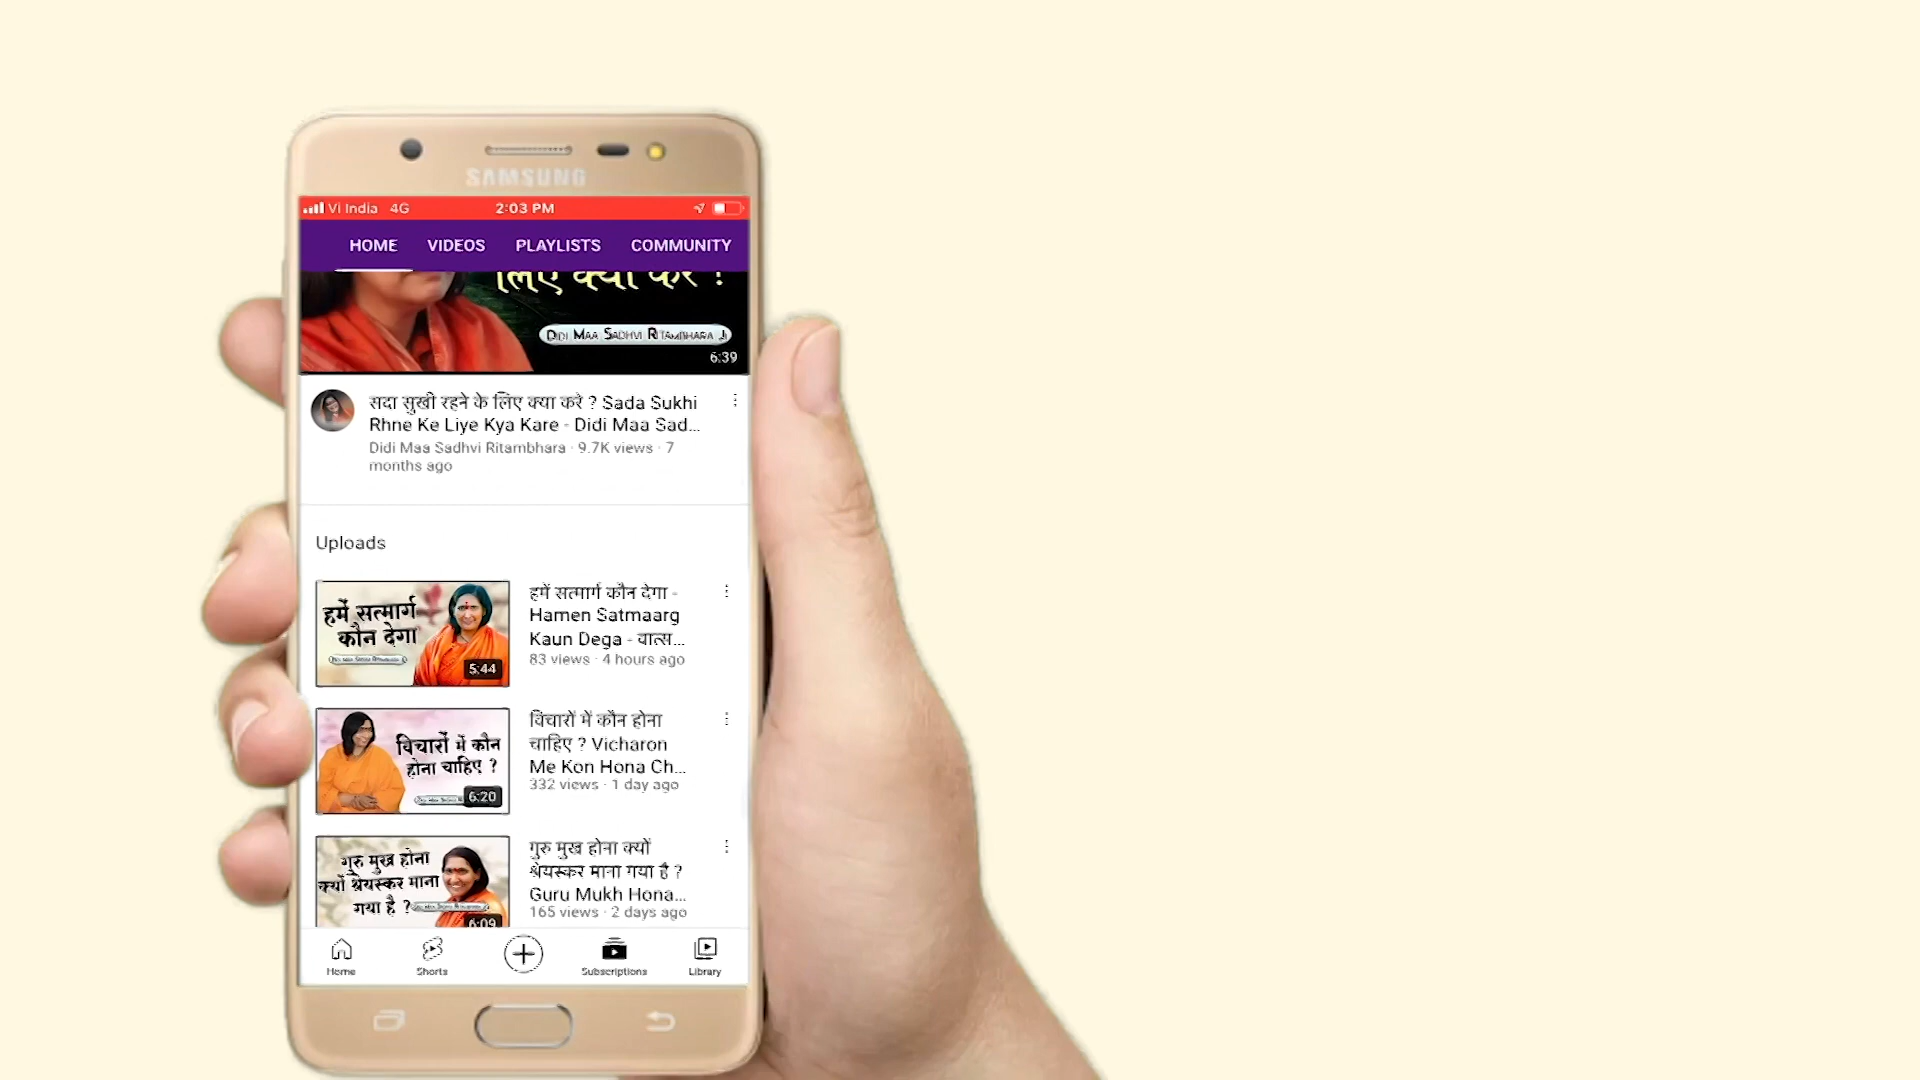 SAMSUNG
Vi India 4G 2:03 PM
HOME VIDEOS PLAYLISTS COMMUNITY
लिए क्या करें ?
DIDI MAA SADHVI RITAMBHARA JI
6:39
सदा सुखी रहने के लिए क्या करे ? Sada Sukhi
Rhne Ke Liye Kya Kare - Didi Maa Sad...
Didi Maa Sadhvi Ritambhara · 9.7K views · 7
months ago
Uploads
हमें सत्मार्ग
कौन देगा
5:44
हमें सत्मार्ग कौन देगा -
Hamen Satmaarg
Kaun Dega - वात्स...
83 views · 4 hours ago
विचारों में कौन
होना चाहिए ?
6:20
विचारों में कौन होना
चाहिए ? Vicharon
Me Kon Hona Ch...
332 views · 1 day ago
गुरु मुख होना
क्यों श्रेयस्कर माना
गया है ?
6:09
गुरु मुख होना क्यों
श्रेयस्कर माना गया है ?
Guru Mukh Hona...
165 views · 2 days ago
Home Shorts Subscriptions Library